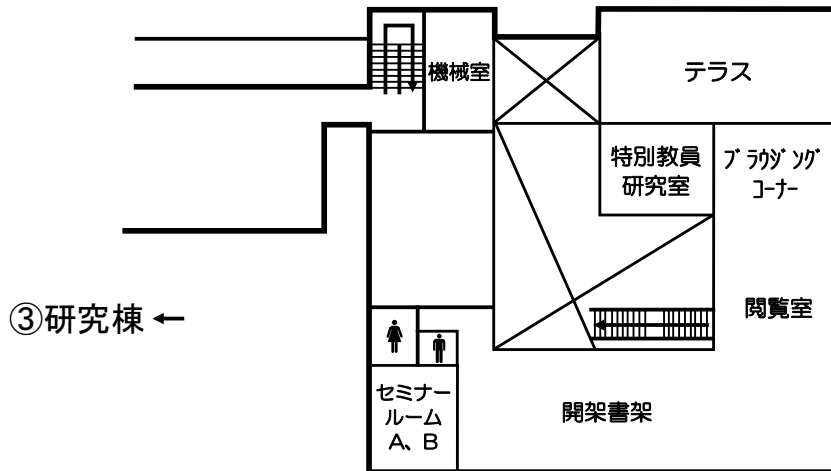 機械室
テラス
特別教員
研究室
ブラウジング
コーナー
閲覧室
③研究棟
セミナー
ルーム
A、B
開架書架